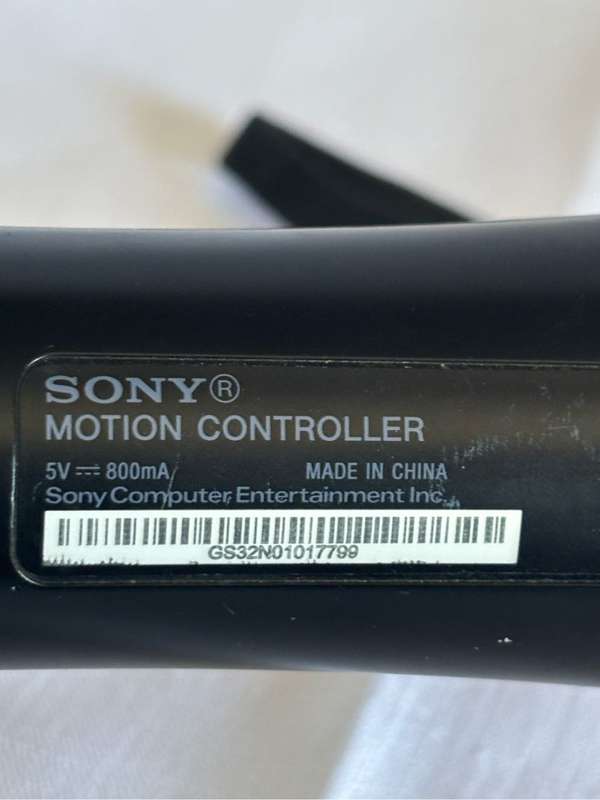 SONY®
MOTION CONTROLLER
5V ⎓ 800mA MADE IN CHINA
Sony Computer Entertainment Inc.
GS32N01017799